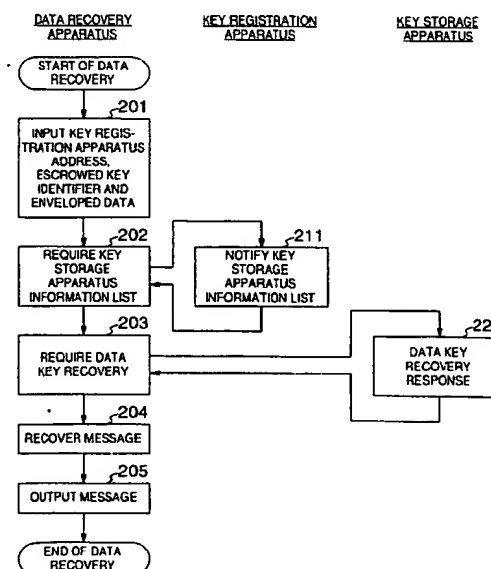 DATA RECOVERY
APPARATUS
KEY REGISTRATION
APPARATUS
KEY STORAGE
APPARATUS
START OF DATA
RECOVERY
201
INPUT KEY REGIS-
TRATION APPARATUS
ADDRESS,
ESCROWED KEY
IDENTIFIER AND
ENVELOPED DATA
202
REQUIRE KEY
STORAGE
APPARATUS
INFORMATION LIST
211
NOTIFY KEY
STORAGE
APPARATUS
INFORMATION LIST
203
REQUIRE DATA
KEY RECOVERY
22
DATA KEY
RECOVERY
RESPONSE
204
RECOVER MESSAGE
205
OUTPUT MESSAGE
END OF DATA
RECOVERY